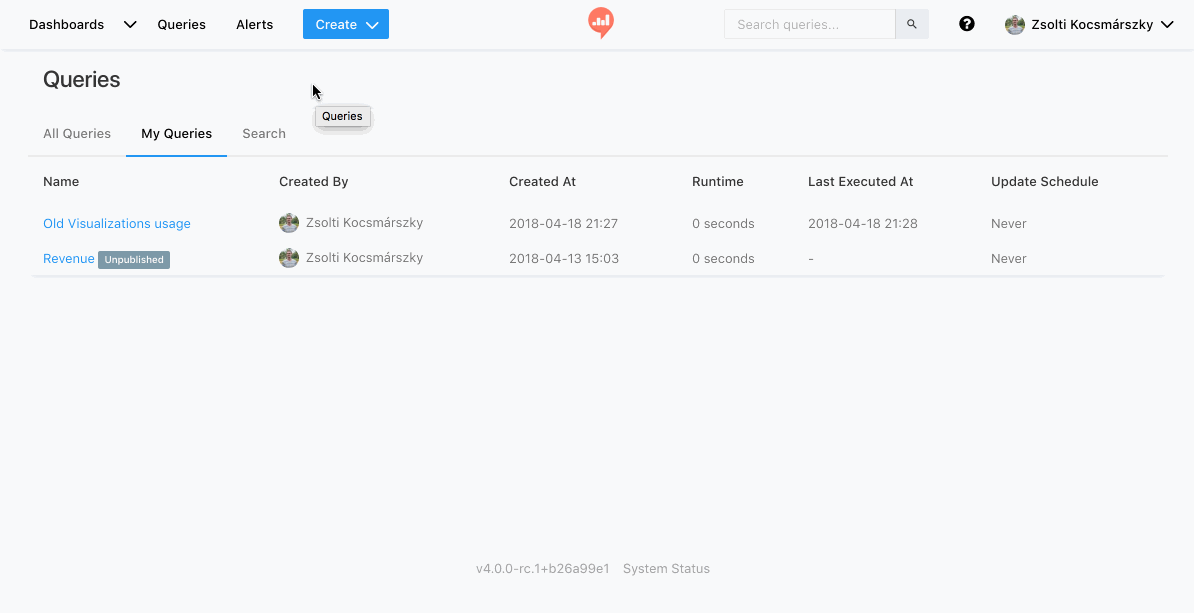 Dashboards Queries Alerts Create Search queries... Zsolti Kocsmárszky
Queries
Queries
All Queries My Queries Search
Name Created By Created At Runtime Last Executed At Update Schedule
Old Visualizations usage Zsolti Kocsmárszky 2018-04-18 21:27 0 seconds 2018-04-18 21:28 Never
Revenue Unpublished Zsolti Kocsmárszky 2018-04-13 15:03 0 seconds - Never
v4.0.0-rc.1+b26a99e1 System Status